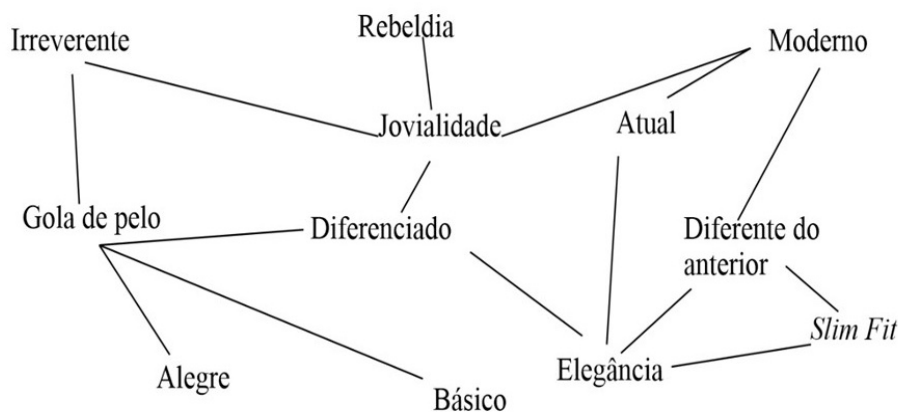 Irreverente
Rebeldia
Moderno
Jovialidade
Atual
Gola de pelo
Diferenciado
Diferente do
anterior
Slim Fit
Elegância
Alegre
Básico